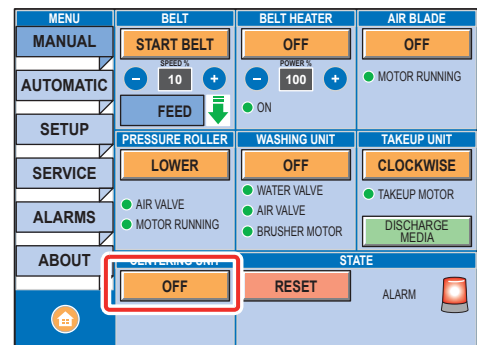 MENU
MANUAL
AUTOMATIC
SETUP
SERVICE
ALARMS
ABOUT
BELT
START BELT
SPEED %
10
FEED
BELT HEATER
OFF
POWER %
100
ON
AIR BLADE
OFF
MOTOR RUNNING
PRESSURE ROLLER
LOWER
AIR VALVE
MOTOR RUNNING
WASHING UNIT
OFF
WATER VALVE
AIR VALVE
BRUSHER MOTOR
TAKEUP UNIT
CLOCKWISE
TAKEUP MOTOR
DISCHARGE
MEDIA
CENTERING UNIT
OFF
STATE
RESET
ALARM